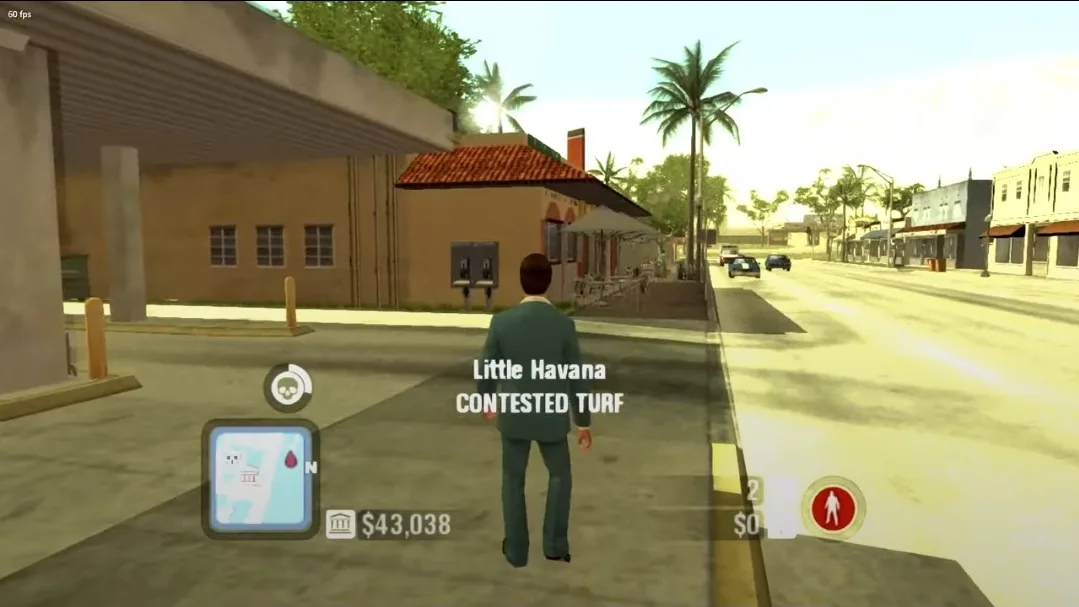 60 fps
Little Havana
CONTESTED TURF
N
$43,038
2
$0